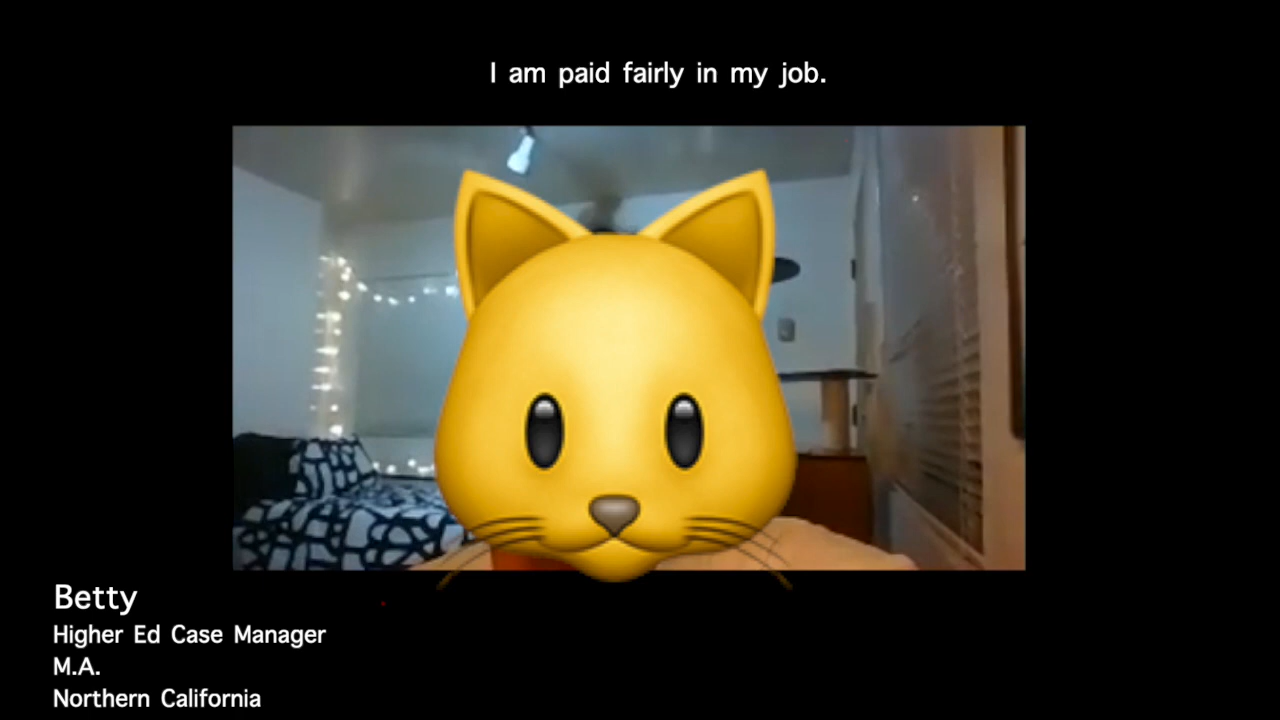 I am paid fairly in my job.
Betty
Higher Ed Case Manager
M.A.
Northern California